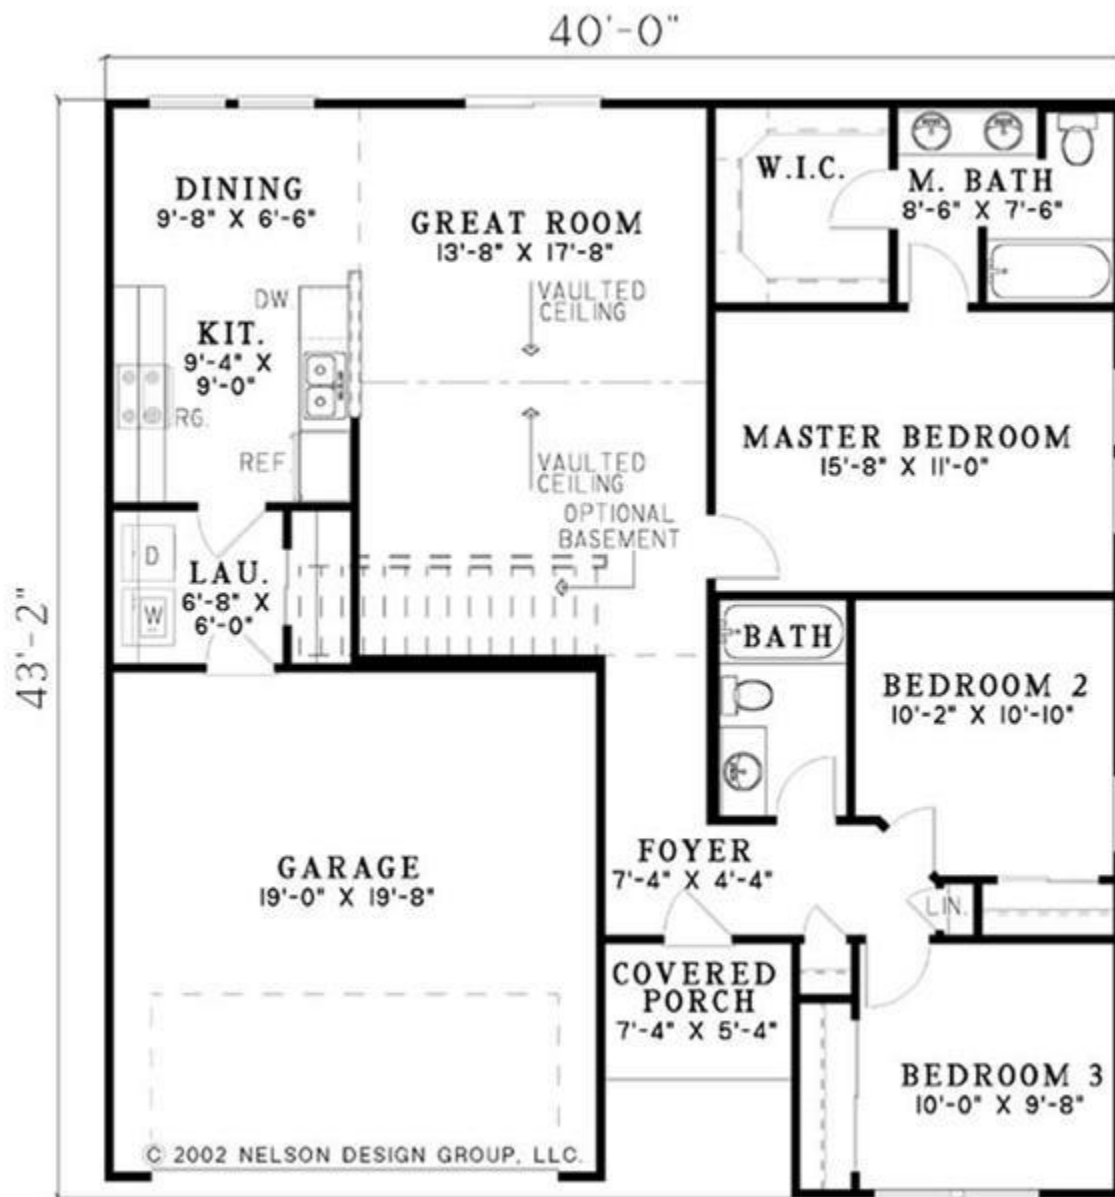 40'-0"
43'-2"
DINING
9'-8" X 6'-6"
GREAT ROOM
13'-8" X 17'-8"
W.I.C.
M. BATH
8'-6" X 7'-6"
VAULTED
CEILING
DW
KIT.
9'-4" X
9'-0"
RG.
REF.
VAULTED
CEILING
MASTER BEDROOM
15'-8" X 11'-0"
OPTIONAL
BASEMENT
D
W
LAU.
6'-8" X
6'-0"
BATH
BEDROOM 2
10'-2" X 10'-10"
GARAGE
19'-0" X 19'-8"
FOYER
7'-4" X 4'-4"
LIN.
COVERED
PORCH
7'-4" X 5'-4"
BEDROOM 3
10'-0" X 9'-8"
© 2002 NELSON DESIGN GROUP, LLC.